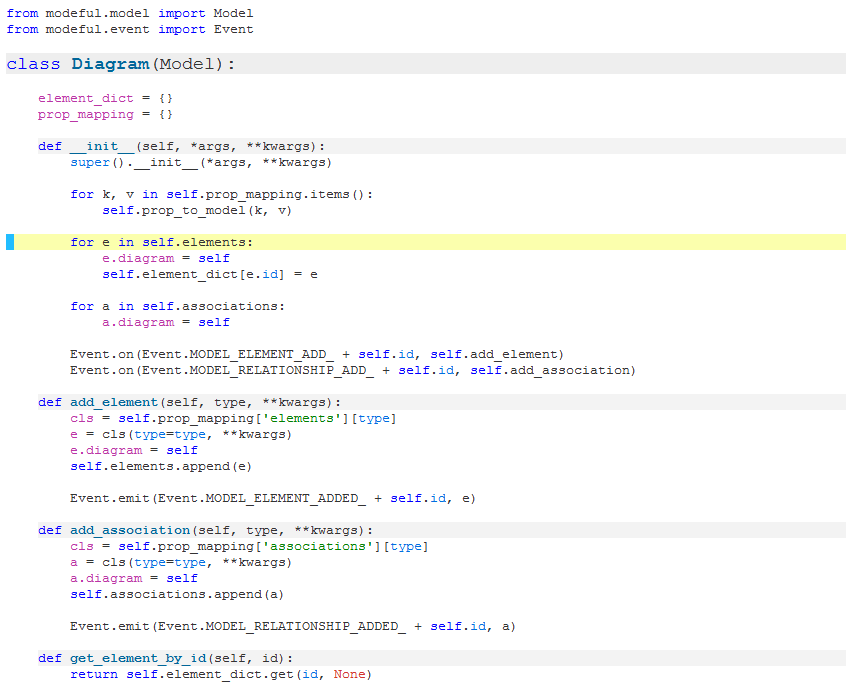 from modeful.model import Model
from modeful.event import Event
class Diagram(Model):
element_dict = {}
prop_mapping = {}
def __init__(self, *args, **kwargs):
super().__init__(*args, **kwargs)
for k, v in self.prop_mapping.items():
self.prop_to_model(k, v)
for e in self.elements:
e.diagram = self
self.element_dict[e.id] = e
for a in self.associations:
a.diagram = self
Event.on(Event.MODEL_ELEMENT_ADD_ + self.id, self.add_element)
Event.on(Event.MODEL_RELATIONSHIP_ADD_ + self.id, self.add_association)
def add_element(self, type, **kwargs):
cls = self.prop_mapping['elements'][type]
e = cls(type=type, **kwargs)
e.diagram = self
self.elements.append(e)
Event.emit(Event.MODEL_ELEMENT_ADDED_ + self.id, e)
def add_association(self, type, **kwargs):
cls = self.prop_mapping['associations'][type]
a = cls(type=type, **kwargs)
a.diagram = self
self.associations.append(a)
Event.emit(Event.MODEL_RELATIONSHIP_ADDED_ + self.id, a)
def get_element_by_id(self, id):
return self.element_dict.get(id, None)